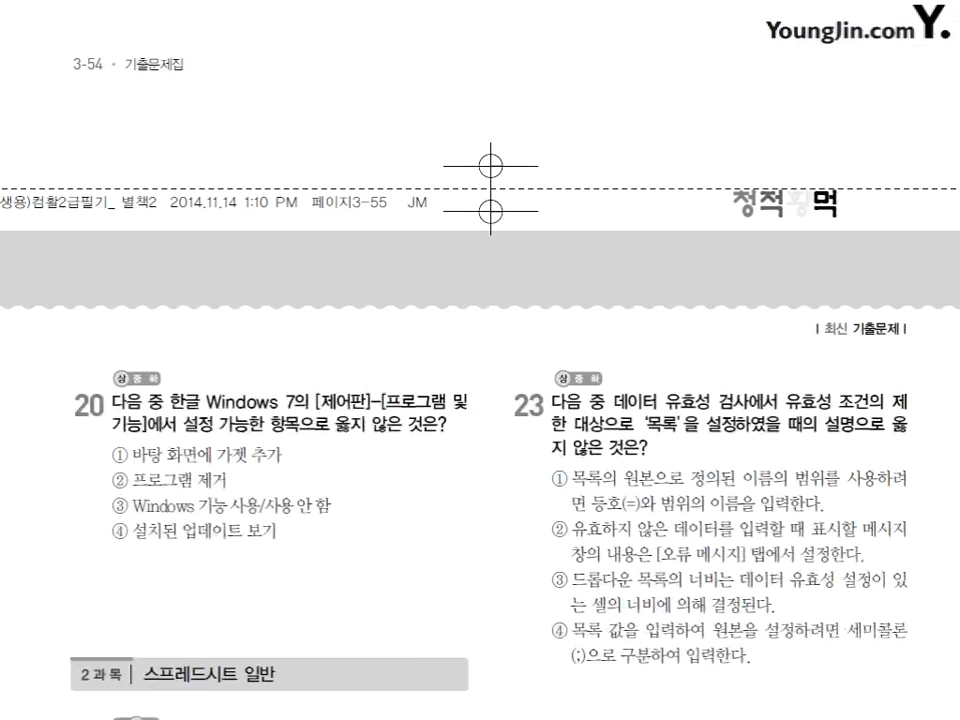 YoungJin.com Y.
3-54 • 기출문제집
생용)컴활2급필기_ 별책2 2014.11.14 1:10 PM 페이지3-55 JM
청적황먹
| 최신 기출문제 |
상 중 하
20 다음 중 한글 Windows 7의 [제어판]-[프로그램 및
기능]에서 설정 가능한 항목으로 옳지 않은 것은?
① 바탕 화면에 가젯 추가
② 프로그램 제거
③ Windows 기능 사용/사용 안 함
④ 설치된 업데이트 보기
2과목 | 스프레드시트 일반
상 중 하
23 다음 중 데이터 유효성 검사에서 유효성 조건의 제
한 대상으로 ‘목록’을 설정하였을 때의 설명으로 옳
지 않은 것은?
① 목록의 원본으로 정의된 이름의 범위를 사용하려
면 등호(=)와 범위의 이름을 입력한다.
② 유효하지 않은 데이터를 입력할 때 표시할 메시지
창의 내용은 [오류 메시지] 탭에서 설정한다.
③ 드롭다운 목록의 너비는 데이터 유효성 설정이 있
는 셀의 너비에 의해 결정된다.
④ 목록 값을 입력하여 원본을 설정하려면 세미콜론
(;)으로 구분하여 입력한다.